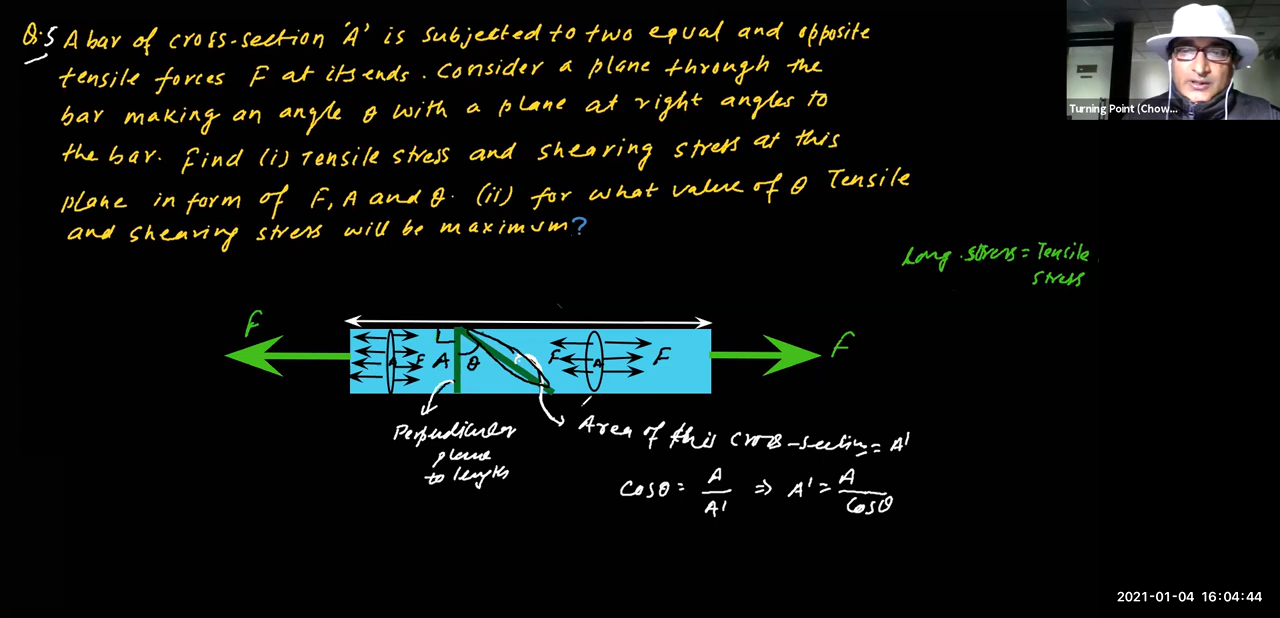 Q.5 A bar of cross-section 'A' is subjected to two equal and opposite
tensile forces F at its ends. Consider a plane through the
bar making an angle θ with a plane at right angles to
the bar. Find (i) Tensile stress and shearing stress at this
plane in form of F, A and θ. (ii) for what value of θ Tensile
and shearing stress will be maximum?
Turning Point (Chow...
Long. stress = Tensile
stress
F
F
A F A θ F A F
Perpendicular
plane
to length
Area of this cross-section = A'
Cosθ = A/A' ⇒ A' = A/Cosθ
2021-01-04 16:04:44